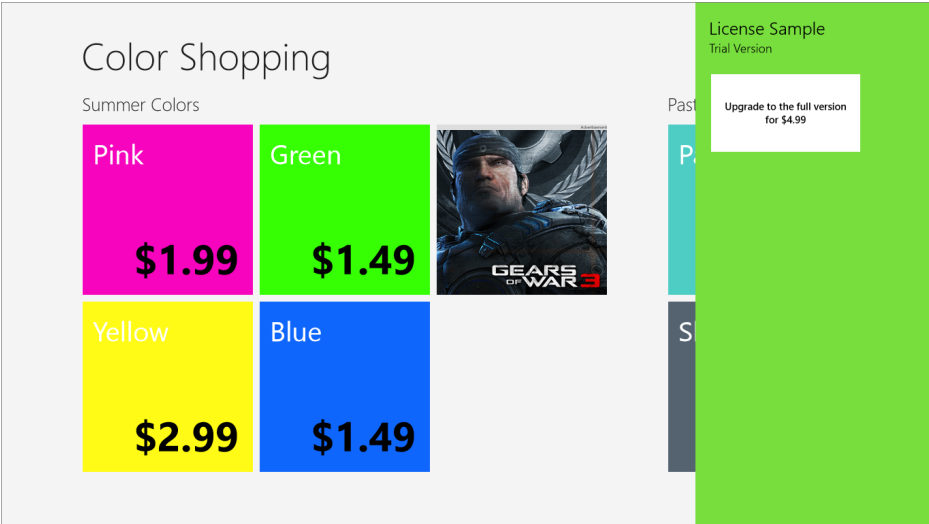 Color Shopping
Summer Colors
Pink
$1.99
Green
$1.49
Advertisement
GEARS
OF WAR 3
Yellow
$2.99
Blue
$1.49
Past
Pa
Sl
License Sample
Trial Version
Upgrade to the full version
for $4.99